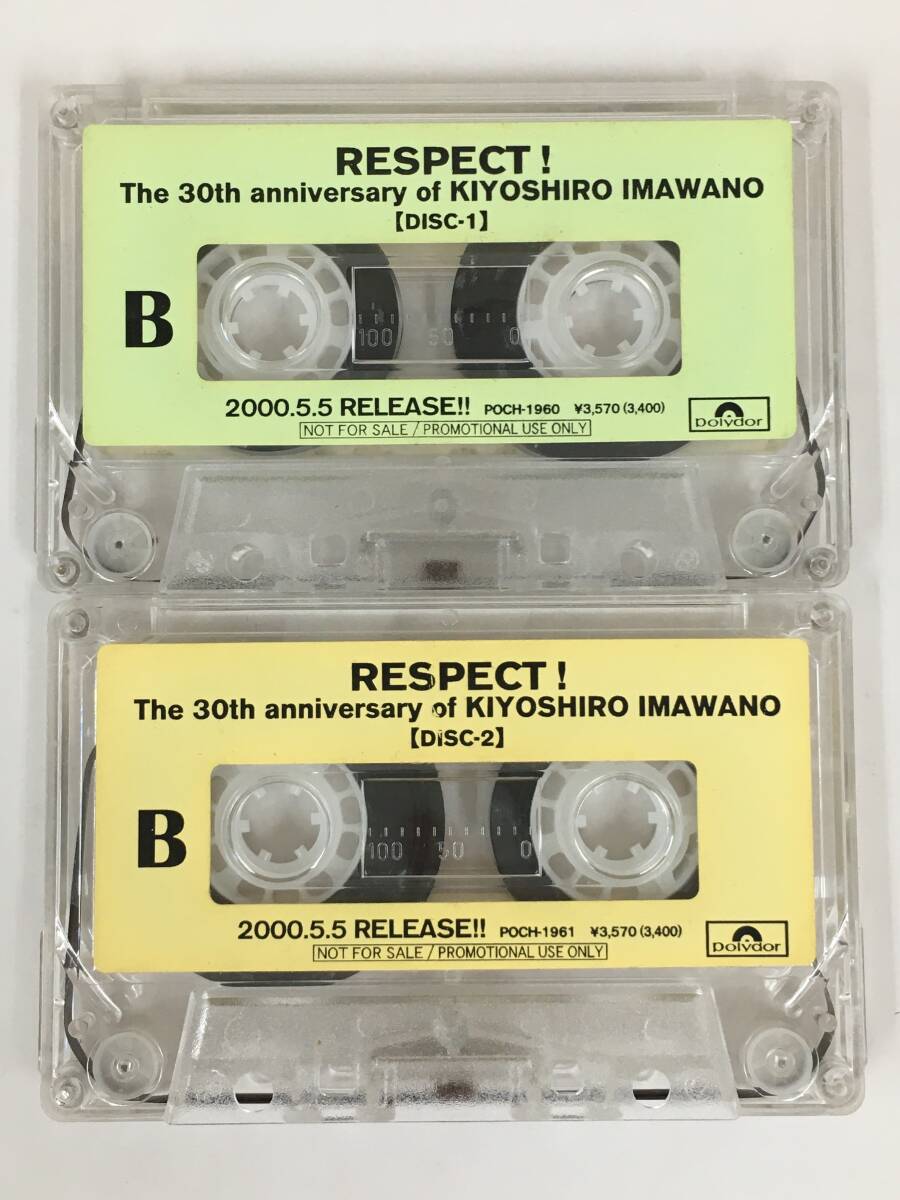 RESPECT!
The 30th anniversary of KIYOSHIRO IMAWANO
【DISC-1】
B
100 50 0
2000.5.5 RELEASE!! POCH-1960 ¥3,570 (3,400)
NOT FOR SALE / PROMOTIONAL USE ONLY
polydor
RESPECT!
The 30th anniversary of KIYOSHIRO IMAWANO
【DISC-2】
B
100 50 0
2000.5.5 RELEASE!! POCH-1961 ¥3,570 (3,400)
NOT FOR SALE / PROMOTIONAL USE ONLY
polydor